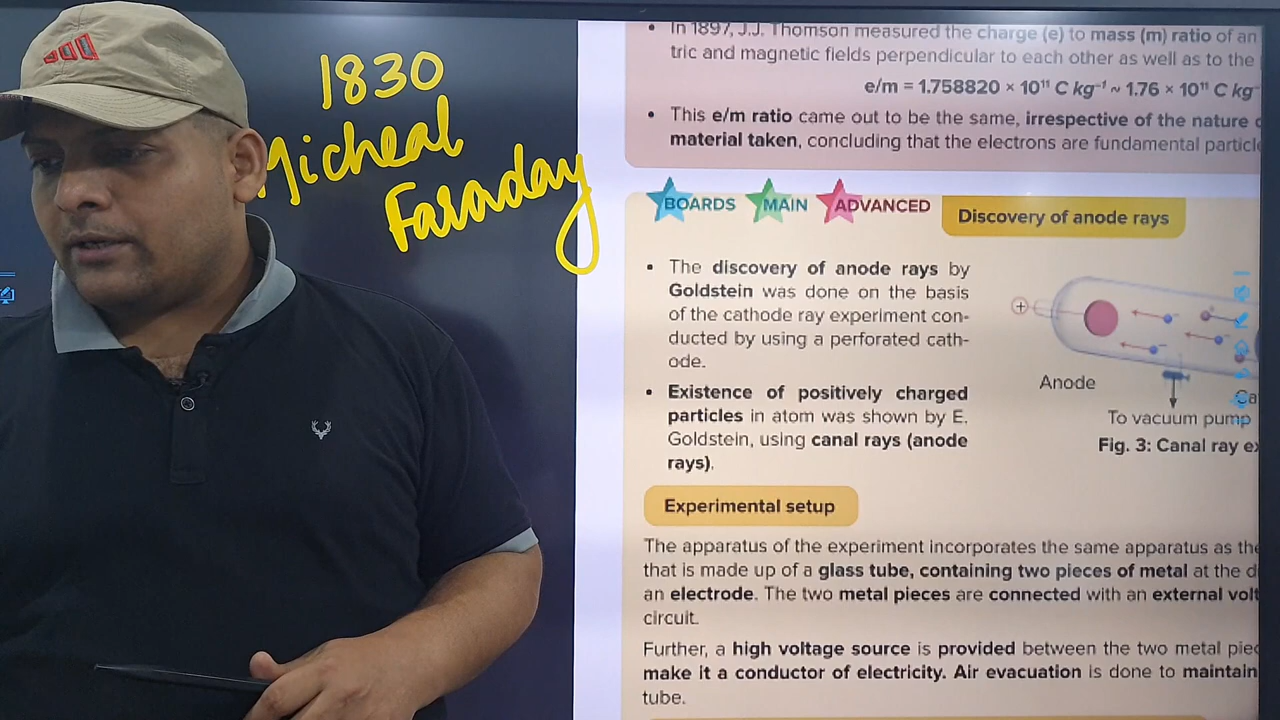 1830
Micheal
Faraday
In 1897, J.J. Thomson measured the charge (e) to mass (m) ratio of an
tric and magnetic fields perpendicular to each other as well as to the
e/m = 1.758820 × 10¹¹ C kg⁻¹ ~ 1.76 × 10¹¹ C kg
• This e/m ratio came out to be the same, irrespective of the nature
material taken, concluding that the electrons are fundamental
BOARDS MAIN ADVANCED
Discovery of anode rays
• The discovery of anode rays by
Goldstein was done on the basis
of the cathode ray experiment con-
ducted by using a perforated cath-
ode.
• Existence of positively charged
particles in atom was shown by E.
Goldstein, using canal rays (anode
rays).
+
Anode
To vacuum pump
Fig. 3: Canal ray
Experimental setup
The apparatus of the experiment incorporates the same apparatus as the
that is made up of a glass tube, containing two pieces of metal at the
an electrode. The two metal pieces are connected with an external
circuit.
Further, a high voltage source is provided between the two metal
make it a conductor of electricity. Air evacuation is done to maintain
tube.